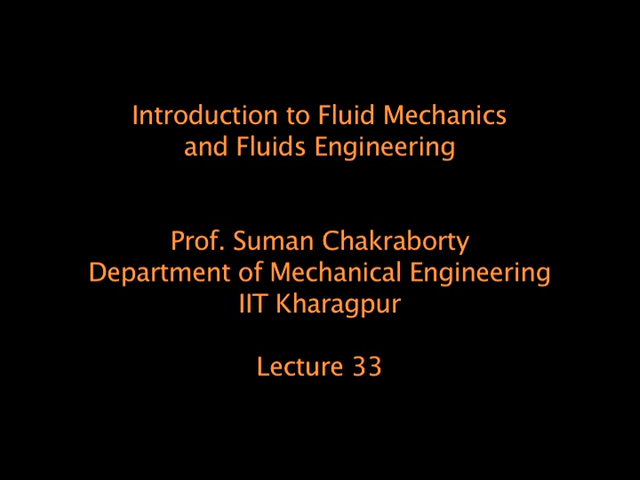 Introduction to Fluid Mechanics
and Fluids Engineering
Prof. Suman Chakraborty
Department of Mechanical Engineering
IIT Kharagpur
Lecture 33